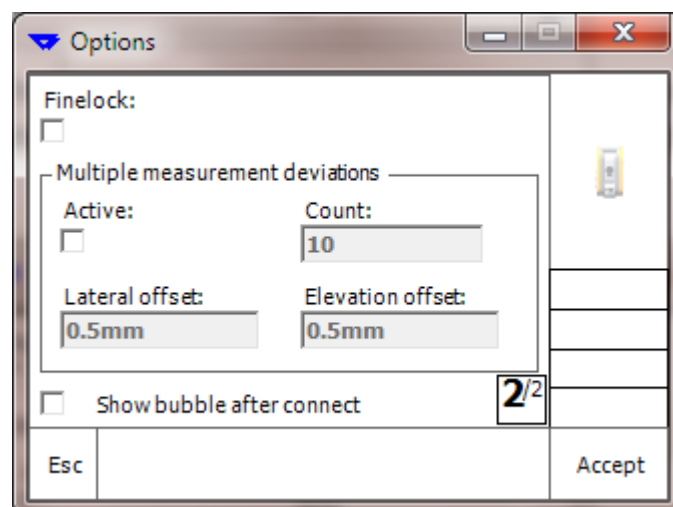 Options
Finelock:
Multiple measurement deviations
Active: Count:
10
Lateral offset: Elevation offset:
0.5mm 0.5mm
Show bubble after connect 2/2
Esc Accept